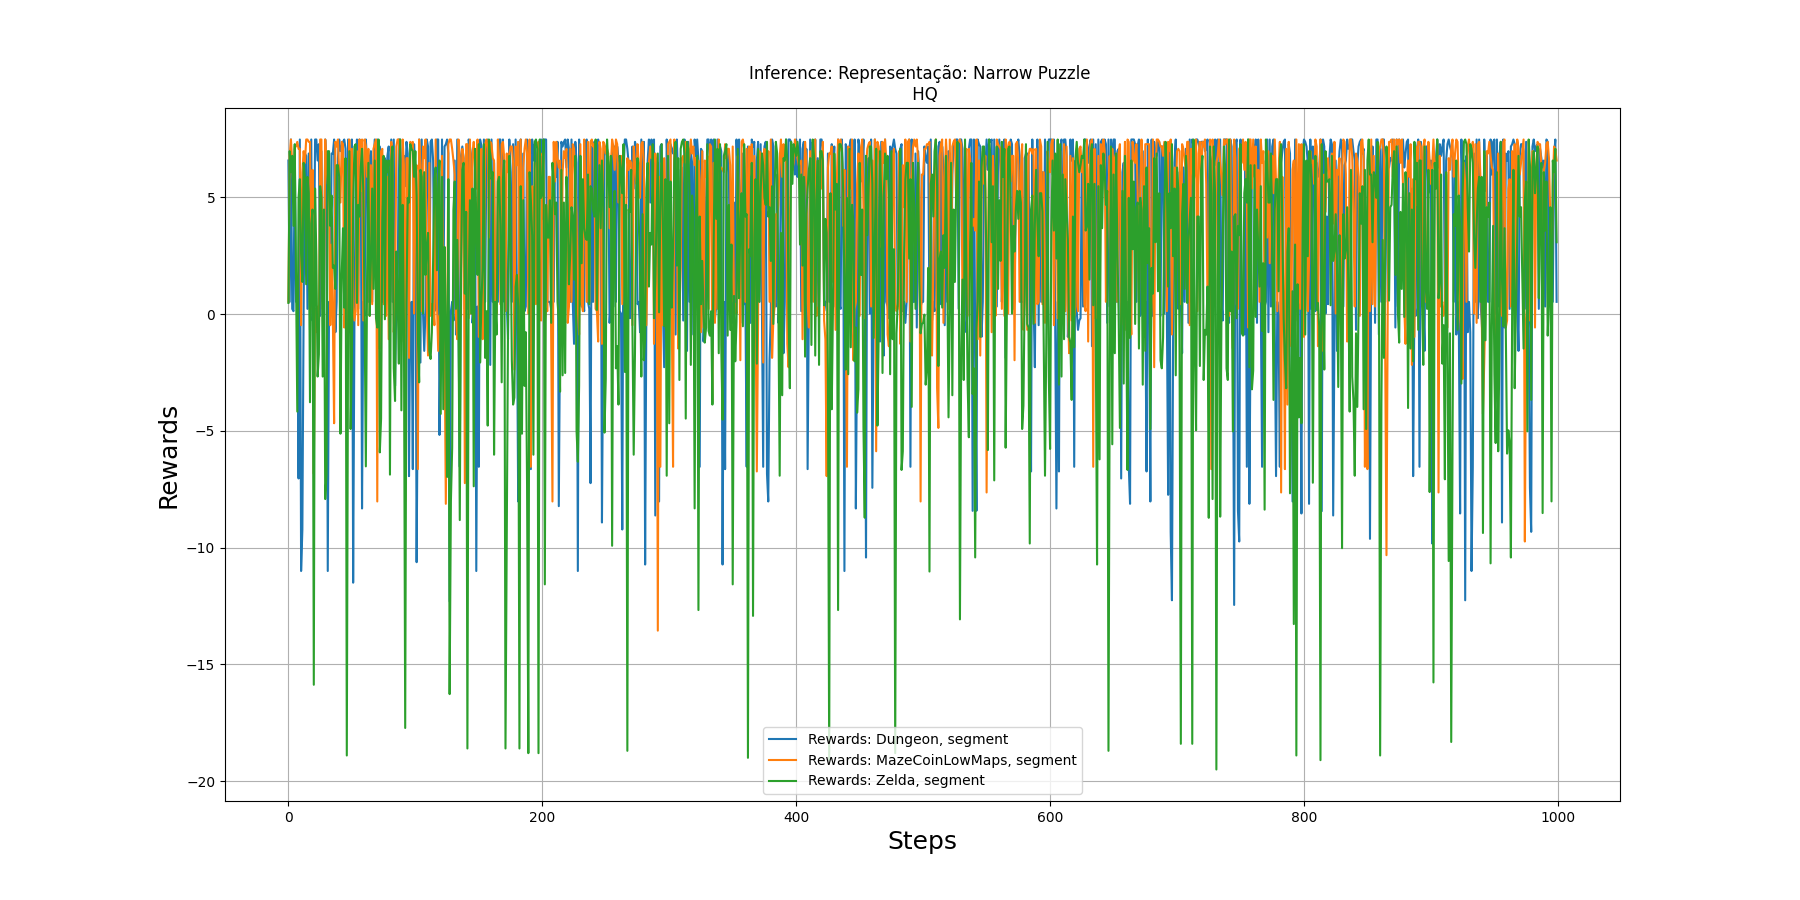 Inference: Representação: Narrow Puzzle
HQ
Rewards
5
0
−5
−10
−15
−20
Rewards: Dungeon, segment
Rewards: MazeCoinLowMaps, segment
Rewards: Zelda, segment
0
200
400
600
800
1000
Steps